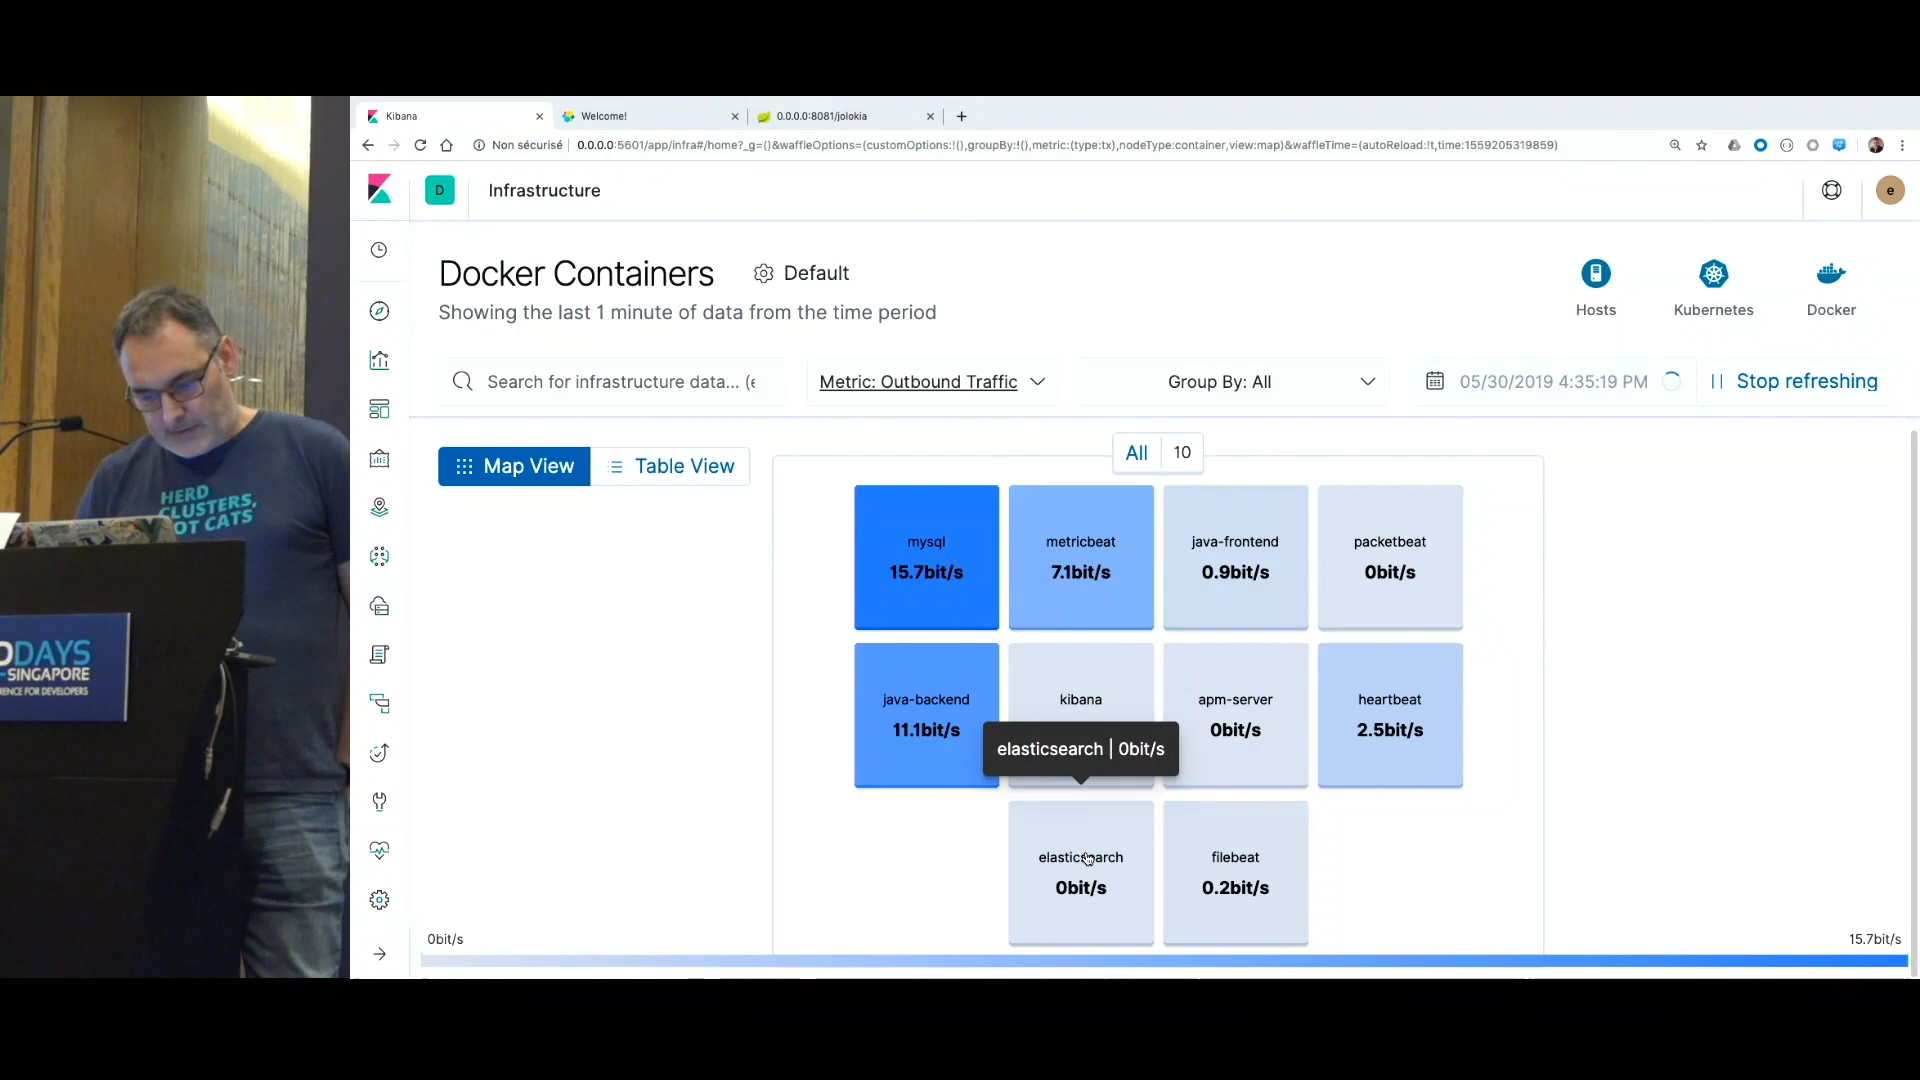 Kibana
Welcome!
0.0.0.0:8081/jolokia
Non sécurisé
0.0.0.0:5601/app/infra#/home?_g=()&waffleOptions=(customOptions:!(),groupBy:!(),metric:(type:tx),nodeType:container,view:map)&waffleTime=(autoReload:!t,time:1559205319859)
D
Infrastructure
e
Docker Containers
Default
Showing the last 1 minute of data from the time period
Hosts
Kubernetes
Docker
Search for infrastructure data... (e
Metric: Outbound Traffic
Group By: All
05/30/2019 4:35:19 PM
Stop refreshing
Map View
Table View
All
10
mysql
15.7bit/s
metricbeat
7.1bit/s
java-frontend
0.9bit/s
packetbeat
0bit/s
java-backend
11.1bit/s
kibana
apm-server
0bit/s
heartbeat
2.5bit/s
elasticsearch | 0bit/s
elasticsearch
0bit/s
filebeat
0.2bit/s
0bit/s
15.7bit/s
HERD
CLUSTERS,
OT CATS
DAYS
SINGAPORE
RENCE FOR DEVELOPERS